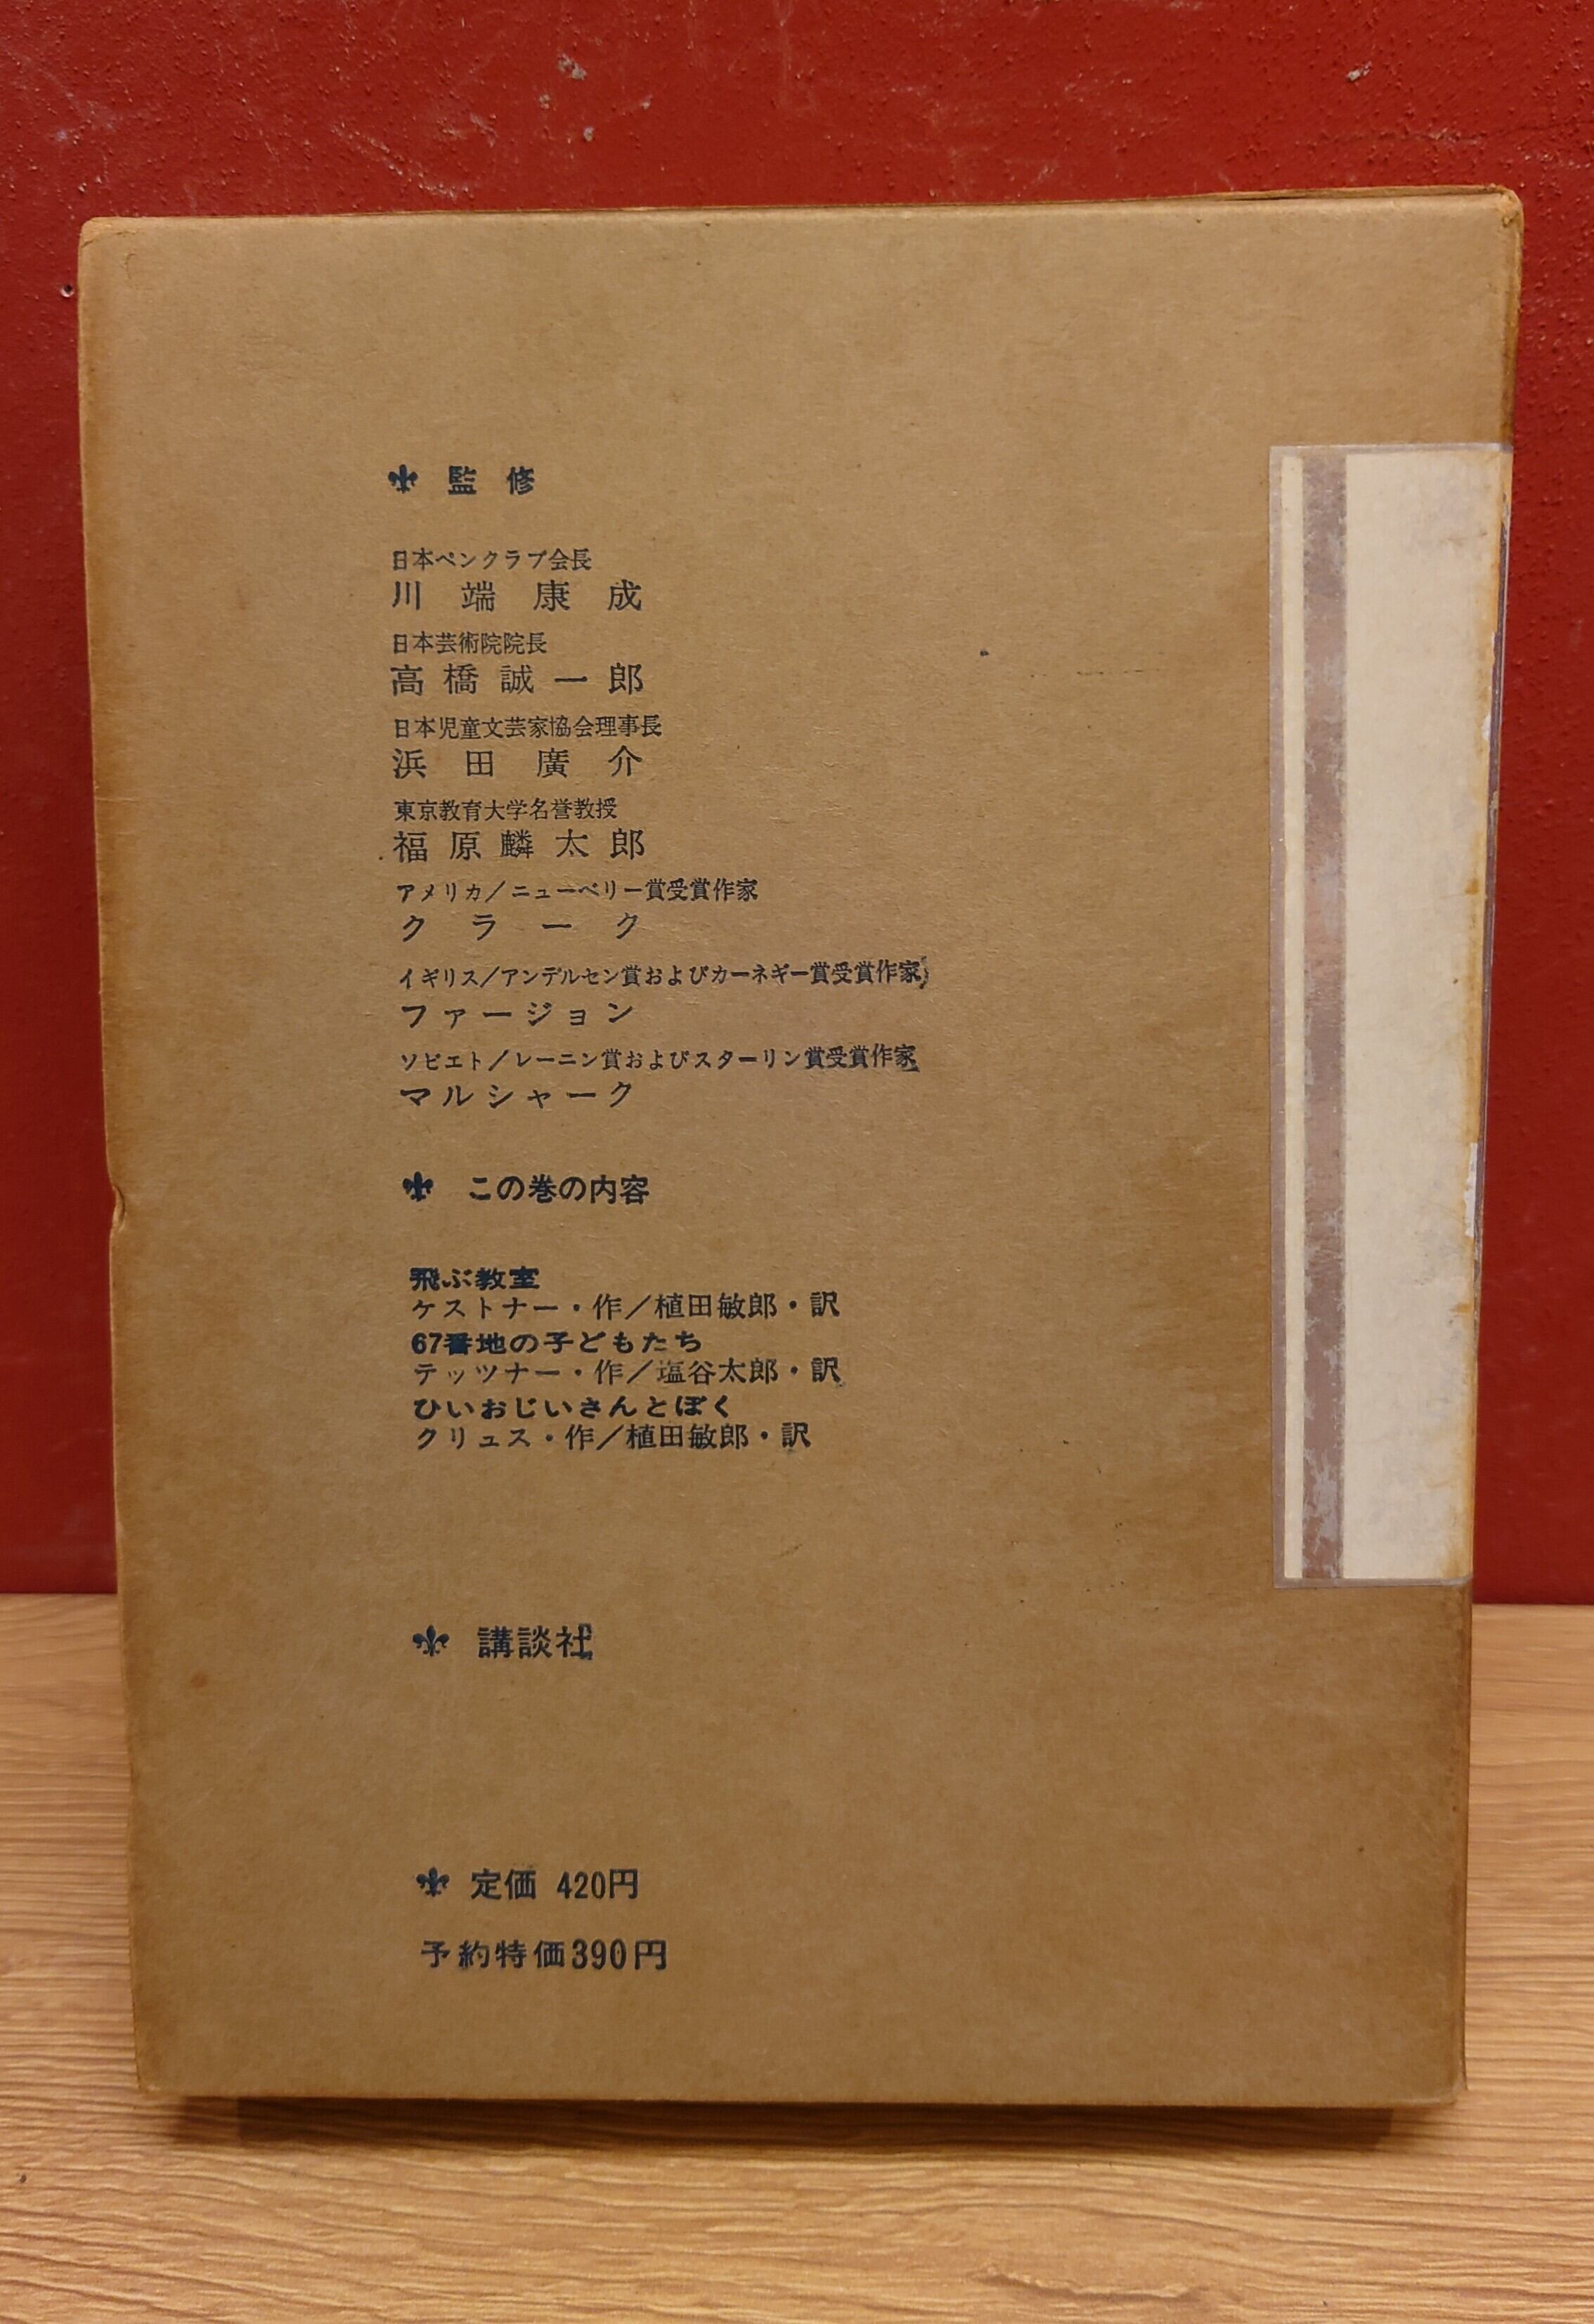 監修
日本ペンクラブ会長
川端康成
日本芸術院院長
高橋誠一郎
日本児童文芸家協会理事長
浜田廣介
東京教育大学名誉教授
福原麟太郎
アメリカ／ニューベリー賞受賞作家
クラーク
イギリス／アンデルセン賞およびカーネギー賞受賞作家
ファージョン
ソビエト／レーニン賞およびスターリン賞受賞作家
マルシャーク
この巻の内容
飛ぶ教室
ケストナー・作／植田敏郎・訳
67番地の子どもたち
テッツナー・作／塩谷太郎・訳
ひいおじいさんとぼく
クリュス・作／植田敏郎・訳
講談社
定価 420円
予約特価390円